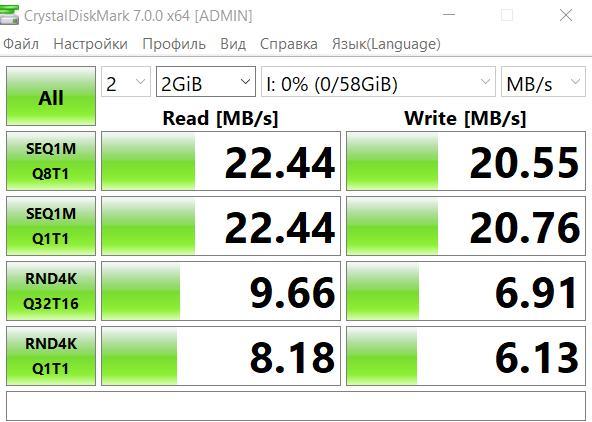 CrystalDiskMark 7.0.0 x64 [ADMIN]
Файл Настройки Профиль Вид Справка Язык(Language)
All 2 2GiB I: 0% (0/58GiB) MB/s
Read [MB/s] Write [MB/s]
SEQ1M
Q8T1
22.44 20.55
SEQ1M
Q1T1
22.44 20.76
RND4K
Q32T16
9.66 6.91
RND4K
Q1T1
8.18 6.13